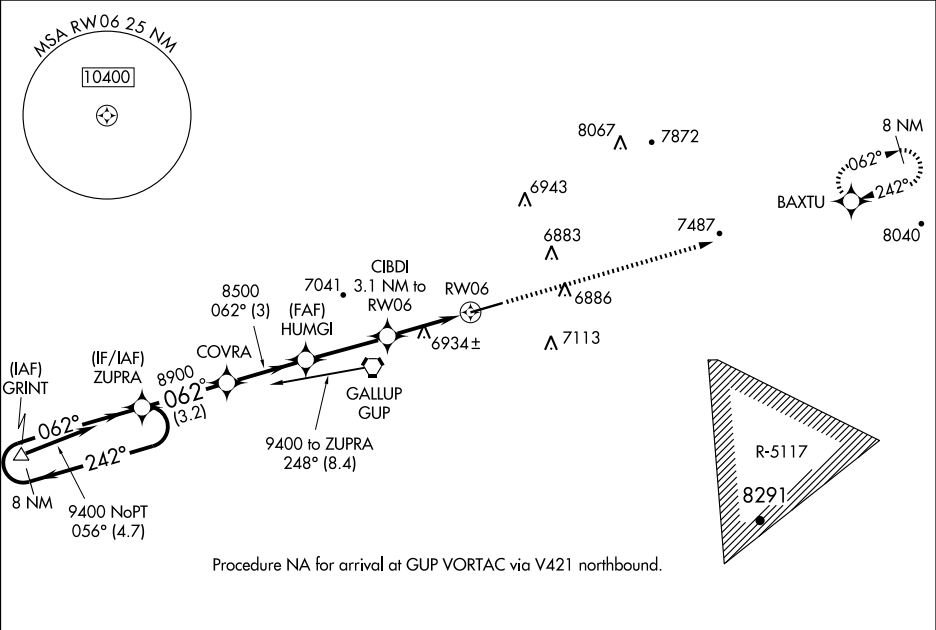 MSA RW06 25 NM
10400
8067
7872
8 NM
062°
242°
BAXTU
6943
7487
8040
6883
CIBDI
3.1 NM to
RW06
RW06
7041
8500
062° (3)
(FAF)
HUMGI
6886
6934±
7113
COVRA
(IF/IAF)
ZUPRA
8900
062°
(3.2)
(IAF)
GRINT
GALLUP
GUP
062°
242°
9400 to ZUPRA
248° (8.4)
R-5117
8291
8 NM
9400 NoPT
056° (4.7)
Procedure NA for arrival at GUP VORTAC via V421 northbound.